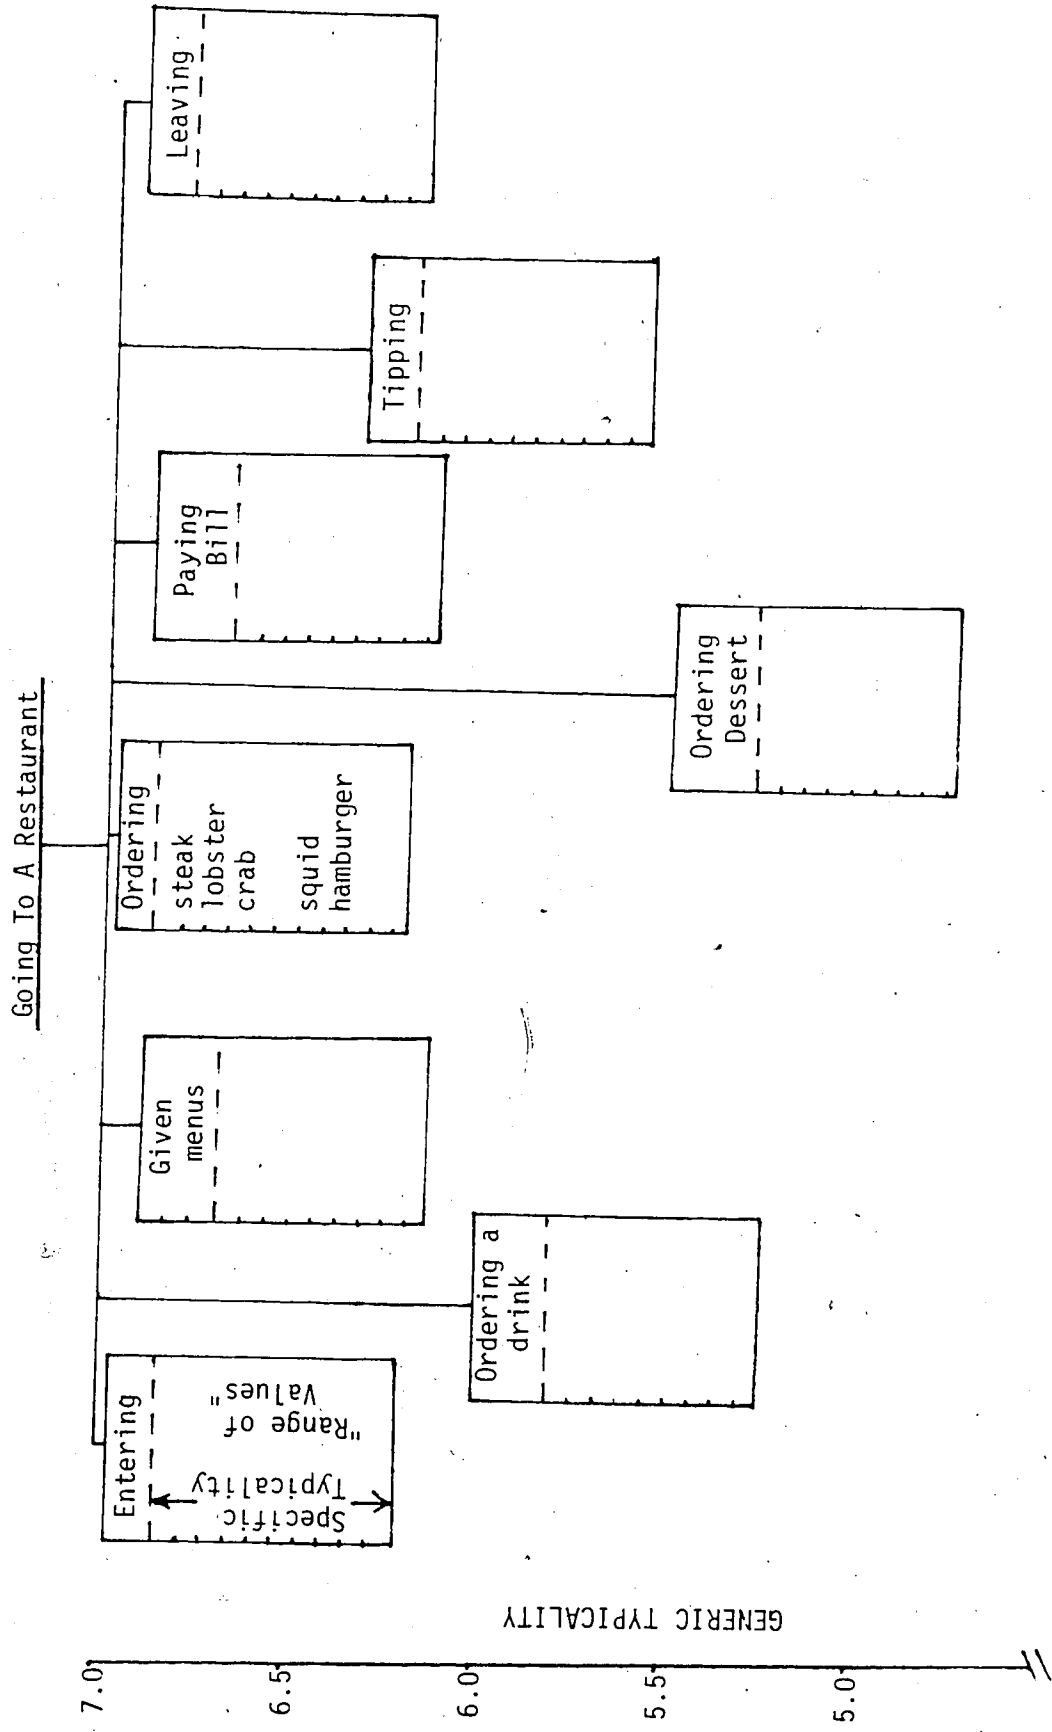 Going To A Restaurant
7.0
6.5
6.0
5.5
5.0
GENERIC TYPICALITY
Entering
Specific
Typicality
"Range of
Values"
Ordering a
drink
Given
menus
Ordering
steak
lobster
crab
squid
hamburger
Ordering
Dessert
Paying
Bill
Tipping
Leaving